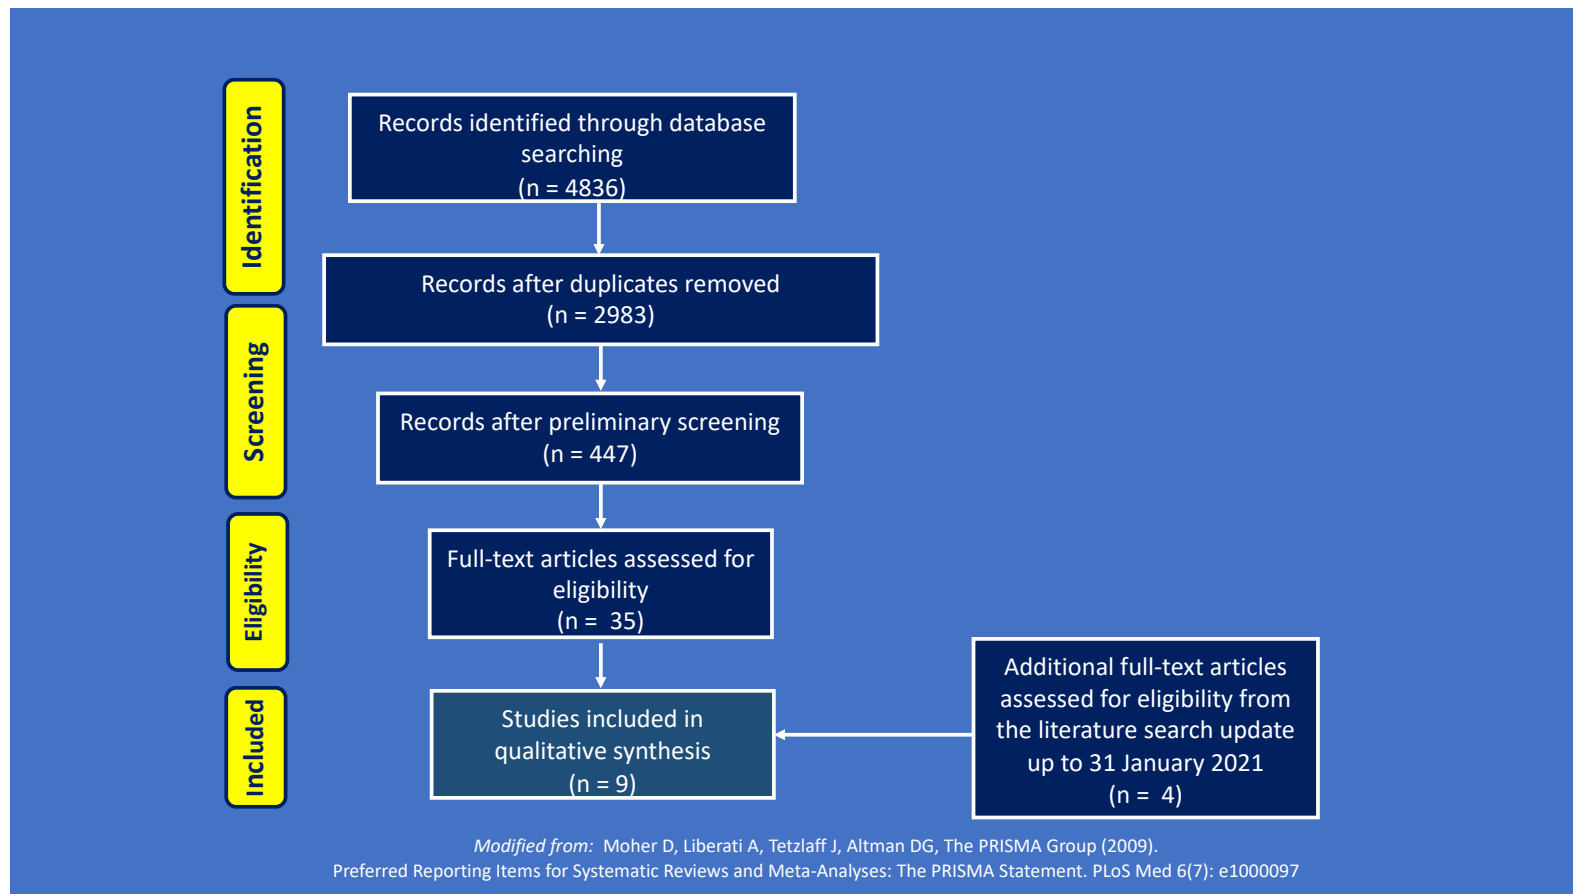 Identification
Records identified through database
searching
(n = 4836)
Records after duplicates removed
(n = 2983)
Screening
Records after preliminary screening
(n = 447)
Eligibility
Full-text articles assessed for
eligibility
(n =  35)
Included
Studies included in
qualitative synthesis
(n = 9)
Additional full-text articles
assessed for eligibility from
the literature search update
up to 31 January 2021
(n =  4)
Modified from:  Moher D, Liberati A, Tetzlaff J, Altman DG, The PRISMA Group (2009).
Preferred Reporting Items for Systematic Reviews and Meta-Analyses: The PRISMA Statement. PLoS Med 6(7): e1000097